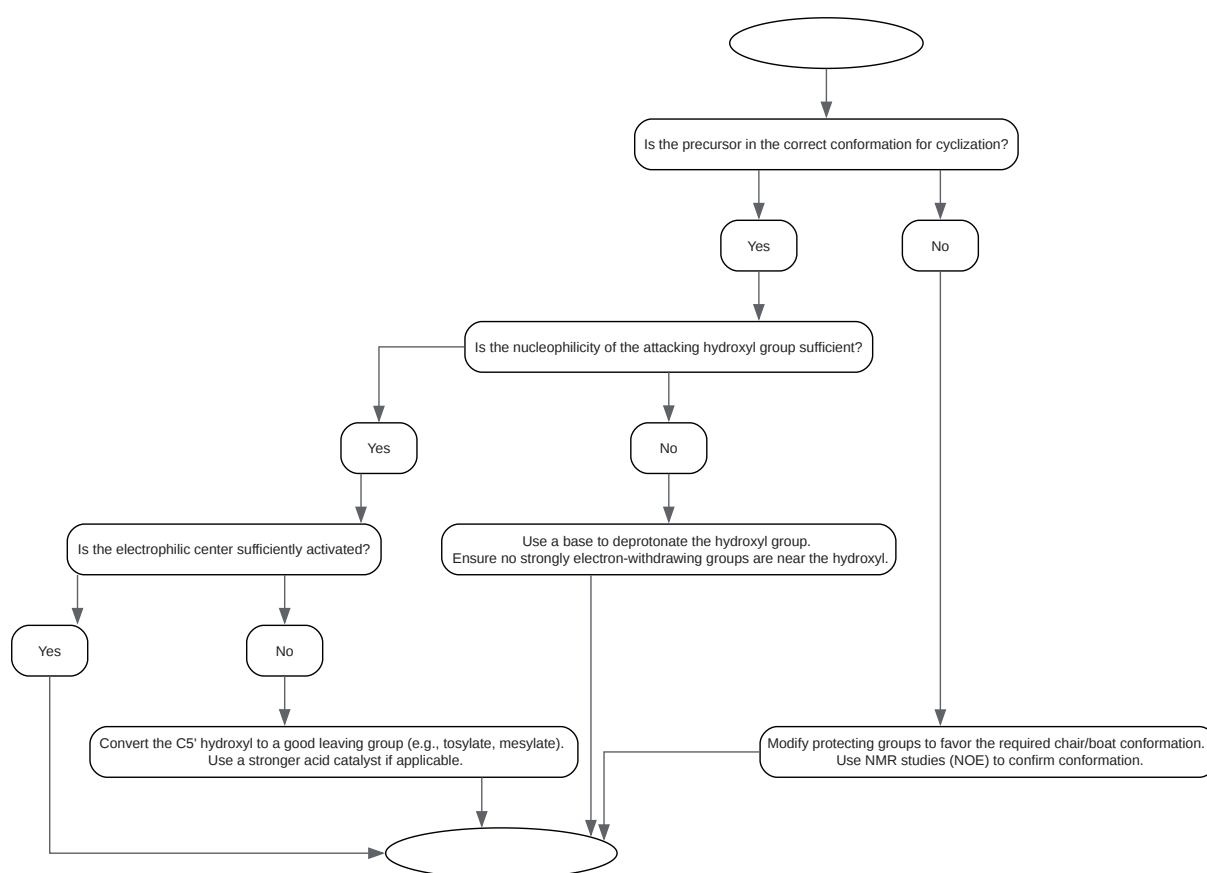 Is the precursor in the correct conformation for cyclization?
Yes
No
Is the nucleophilicity of the attacking hydroxyl group sufficient?
Yes
No
Is the electrophilic center sufficiently activated?
Use a base to deprotonate the hydroxyl group.
Ensure no strongly electron-withdrawing groups are near the hydroxyl.
Yes
No
Convert the C5' hydroxyl to a good leaving group (e.g., tosylate, mesylate).
Use a stronger acid catalyst if applicable.
Modify protecting groups to favor the required chair/boat conformation.
Use NMR studies (NOE) to confirm conformation.